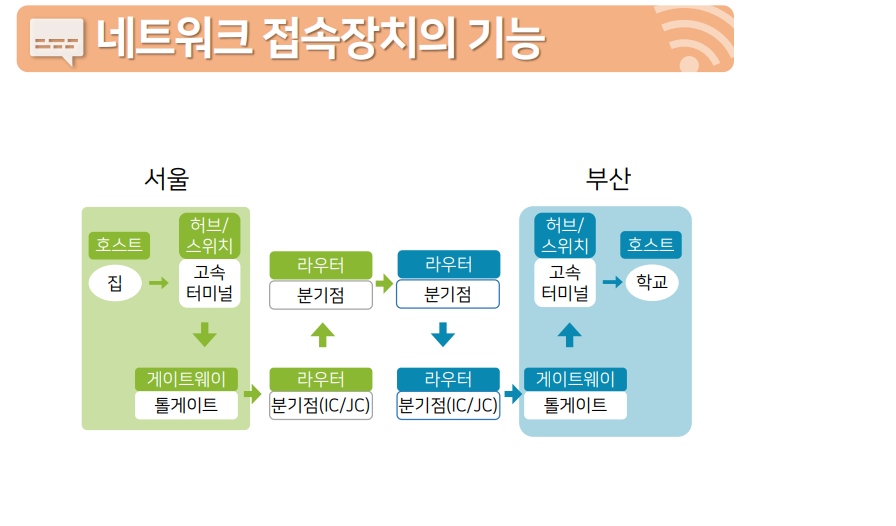 네트워크 접속장치의 기능
서울
부산
호스트
집
허브/
스위치
고속
터미널
게이트웨이
톨게이트
라우터
분기점(IC/JC)
라우터
분기점
라우터
분기점
라우터
분기점(IC/JC)
게이트웨이
톨게이트
허브/
스위치
고속
터미널
호스트
학교